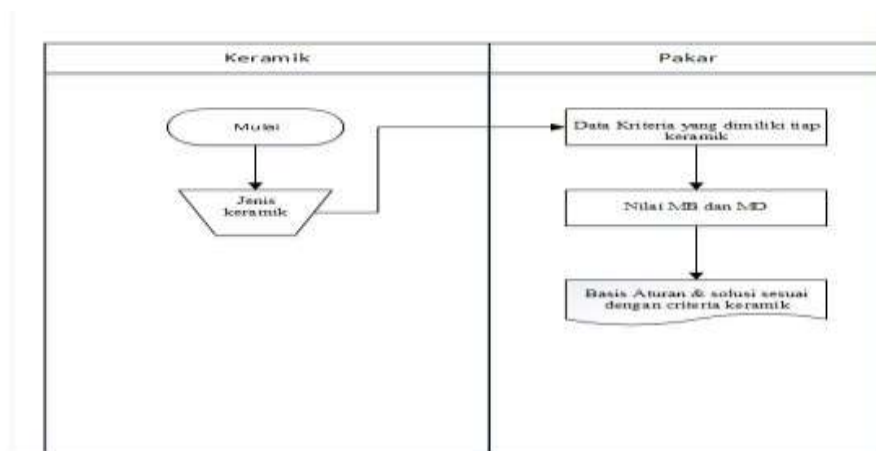 Keramik
Pakar
Mulai
Jenis
keramik
Data Kriteria yang dimiliki tiap
keramik
Nilai MB dan MD
Basis Aturan & solusi sesuai
dengan criteria keramik